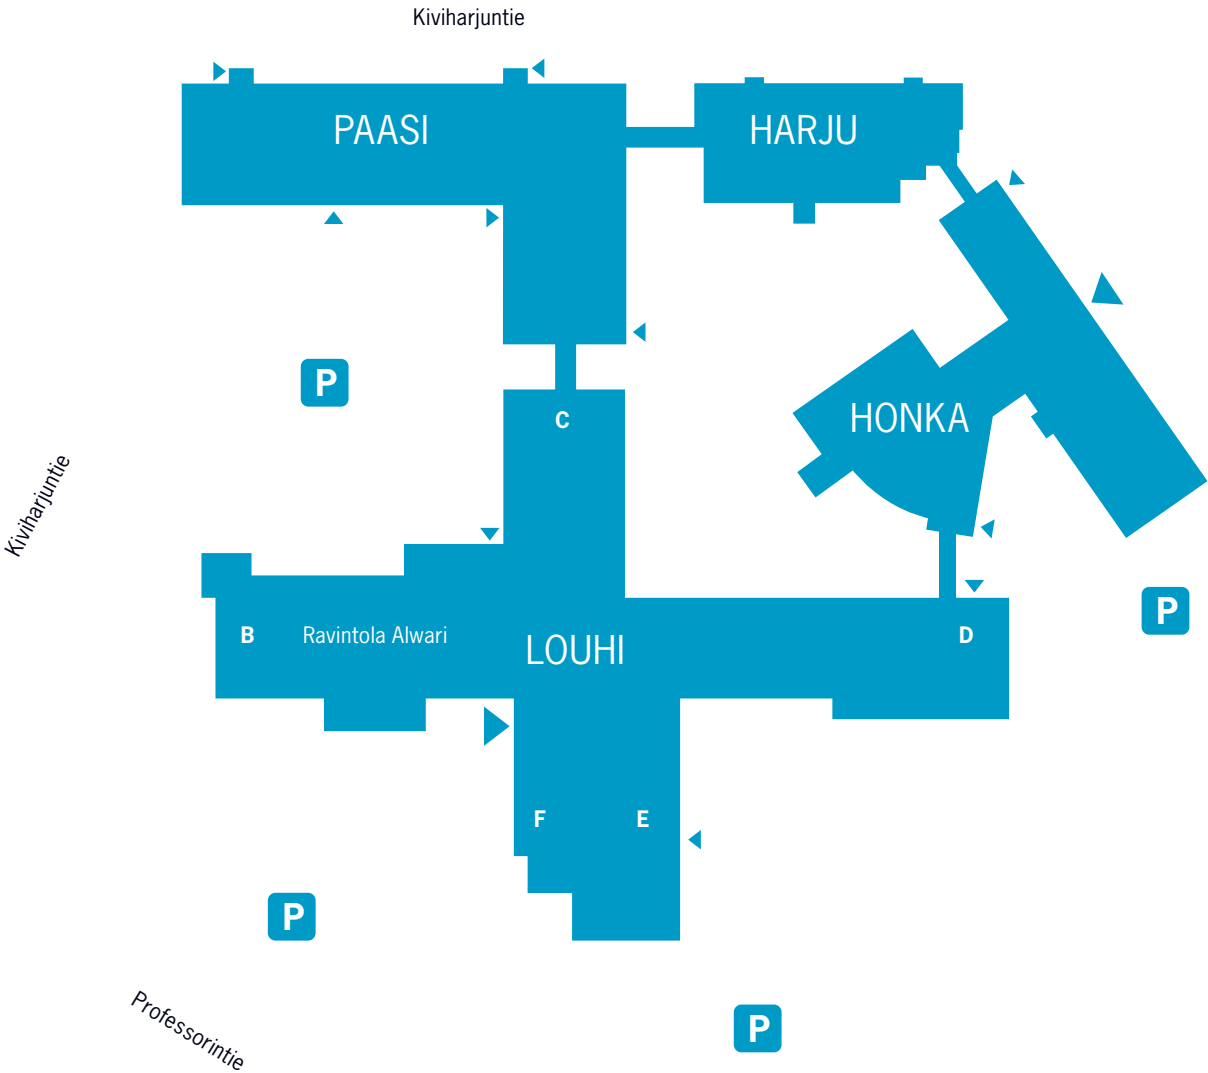 Kiviharjuntie
PAASI
HARJU
P
C
HONKA
Kiviharjuntie
P
B
Ravintola Alwari
LOUHI
D
F
E
P
Professorintie
P